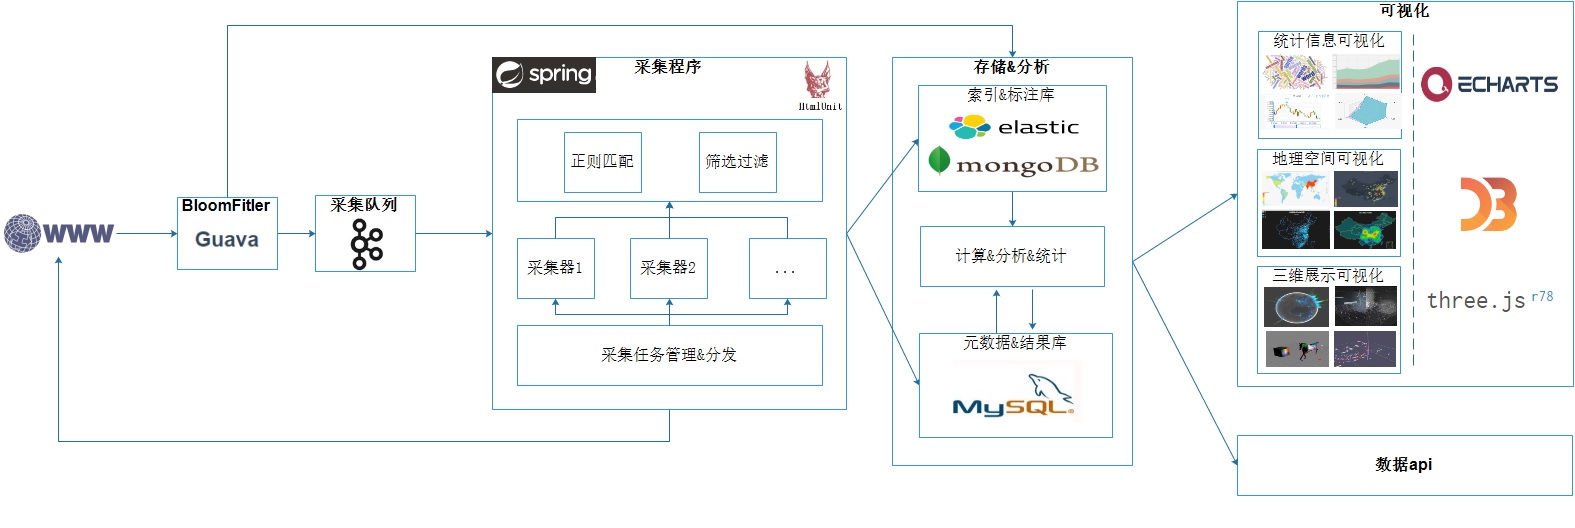 WWW
BloomFitler
Guava
采集队列
采集程序
spring
HtmlUnit
正则匹配
筛选过滤
采集器1
采集器2
...
采集任务管理&分发
存储&分析
索引&标注库
elastic
mongoDB
计算&分析&统计
元数据&结果库
MySQL
可视化
统计信息可视化
ECHARTS
地理空间可视化
D3
三维展示可视化
three.js r78
数据api